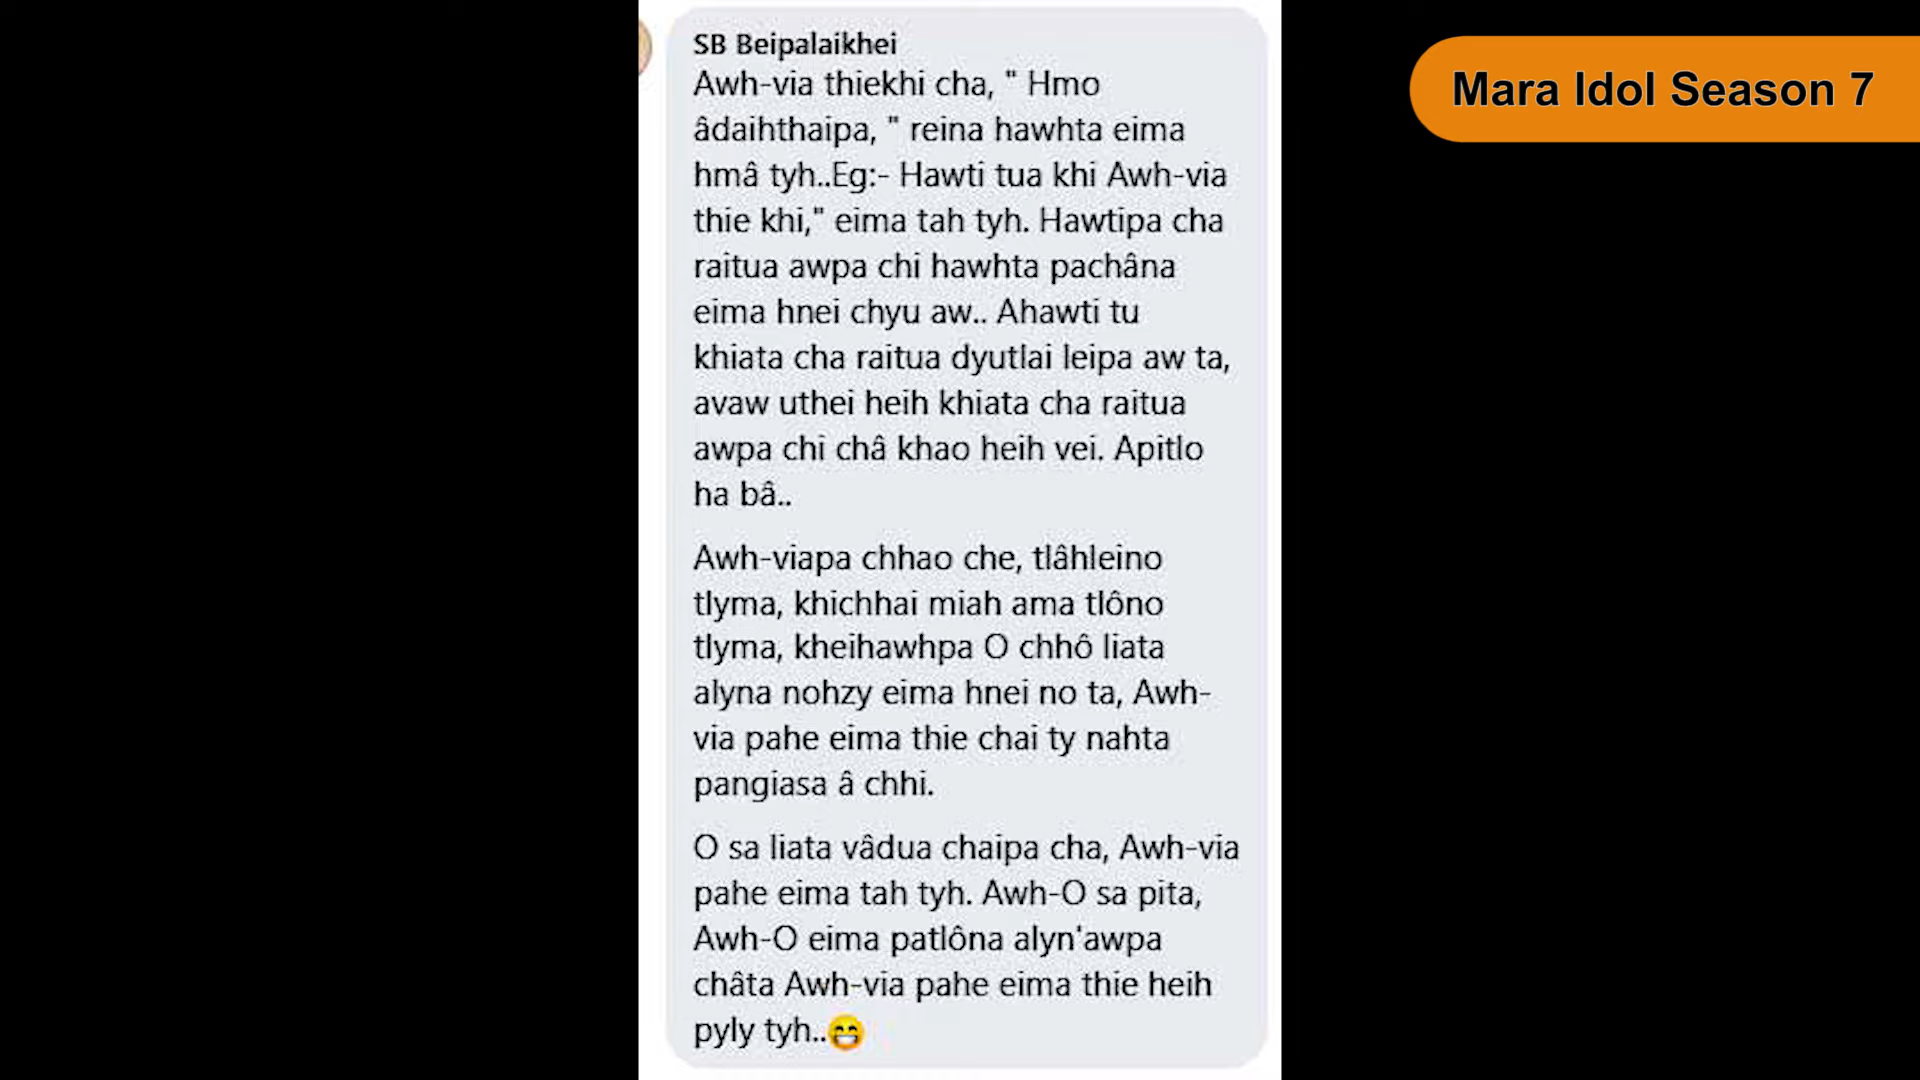 SB Beipalaikhei
Awh-via thiekhi cha, " Hmo
âdaihthaipa, " reina hawhta eima
hmâ tyh..Eg:- Hawti tua khi Awh-via
thie khi," eima tah tyh. Hawtipa cha
raitua awpa chi hawhta pachâna
eima hnei chyu aw.. Ahawti tu
khiata cha raitua dyutlai leipa aw ta,
avaw uthei heih khiata cha raitua
awpa chi châ khao heih vei. Apitlo
ha bâ..
Awh-viapa chhao che, tlâhleino
tlyma, khichhai miah ama tlôno
tlyma, kheihawhpa O chhô liata
alyna nohzy eima hnei no ta, Awh-
via pahe eima thie chai ty nahta
pangiasa â chhi.
O sa liata vâdua chaipa cha, Awh-via
pahe eima tah tyh. Awh-O sa pita,
Awh-O eima patlôna alyn'awpa
châta Awh-via pahe eima thie heih
pyly tyh..😁
Mara Idol Season 7